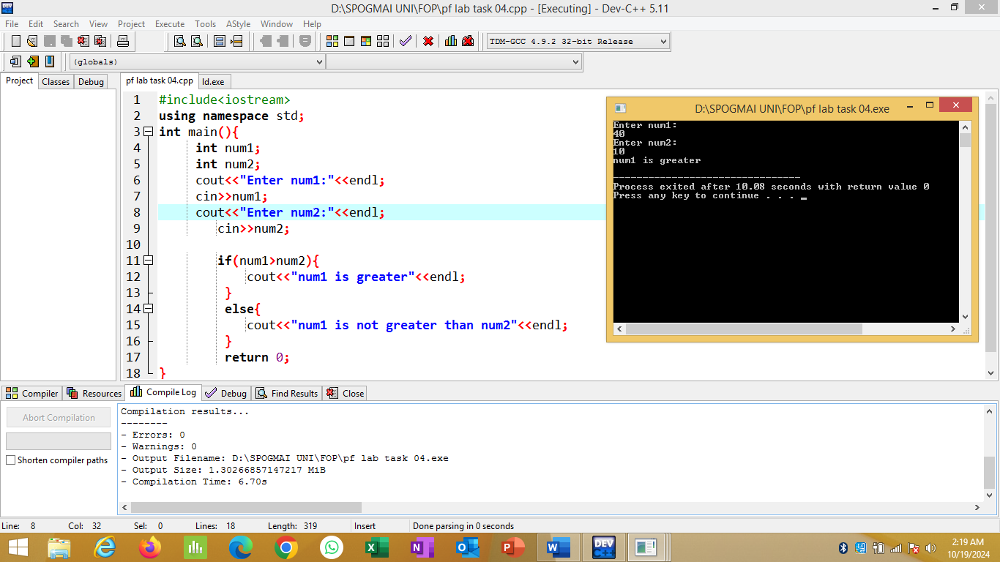 D:\SPOGMAI UNI\FOP\pf lab task 04.cpp - [Executing] - Dev-C++ 5.11
File Edit Search View Project Execute Tools AStyle Window Help
TDM-GCC 4.9.2 32-bit Release
(globals)
Project Classes Debug
pf lab task 04.cpp Id.exe
1 #include<iostream>
2 using namespace std;
3 int main(){
4 int num1;
5 int num2;
6 cout<<"Enter num1:"<<endl;
7 cin>>num1;
8 cout<<"Enter num2:"<<endl;
9 cin>>num2;
10
11 if(num1>num2){
12 cout<<"num1 is greater"<<endl;
13 }
14 else{
15 cout<<"num1 is not greater than num2"<<endl;
16 }
17 return 0;
18 }
D:\SPOGMAI UNI\FOP\pf lab task 04.exe
Enter num1:
40
Enter num2:
10
num1 is greater
--------------------------------
Process exited after 10.08 seconds with return value 0
Press any key to continue . . . _
Compiler Resources Compile Log Debug Find Results Close
Abort Compilation
Shorten compiler paths
Compilation results...
--------
- Errors: 0
- Warnings: 0
- Output Filename: D:\SPOGMAI UNI\FOP\pf lab task 04.exe
- Output Size: 1.30266857147217 MiB
- Compilation Time: 6.70s
Line: 8 Col: 32 Sel: 0 Lines: 18 Length: 319 Insert Done parsing in 0 seconds
2:19 AM
10/19/2024